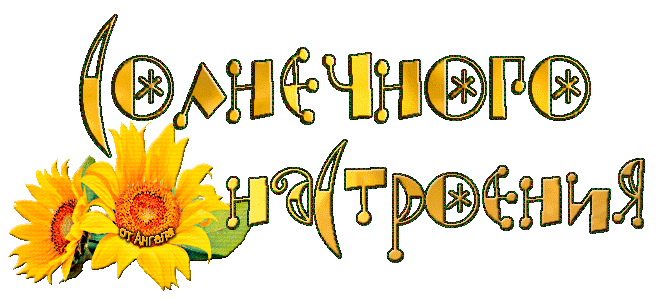 Солнечного
настроения
от Ангела